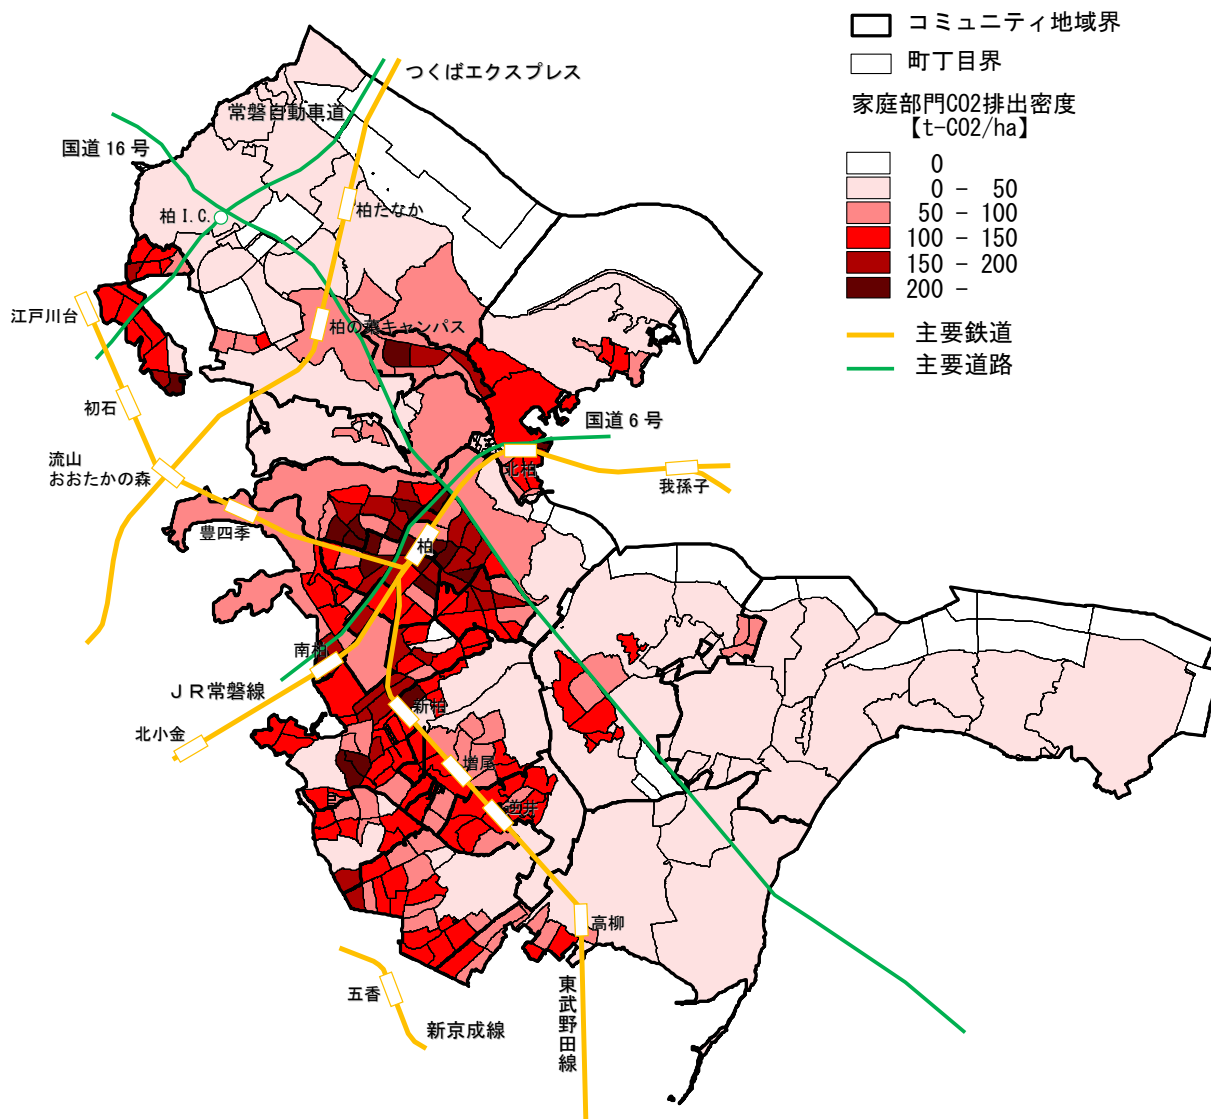 コミュニティ地域界
町丁目界
家庭部門CO2排出密度
【t-CO2/ha】
0
0 - 50
50 - 100
100 - 150
150 - 200
200 -
主要鉄道
主要道路
つくばエクスプレス
常磐自動車道
国道16号
柏I.C.
柏たなか
江戸川台
柏の葉キャンパス
初石
国道6号
流山
おおたかの森
北柏
我孫子
豊四季
柏
南柏
JR常磐線
新柏
北小金
増尾
逆井
高柳
五香
新京成線
東武野田線